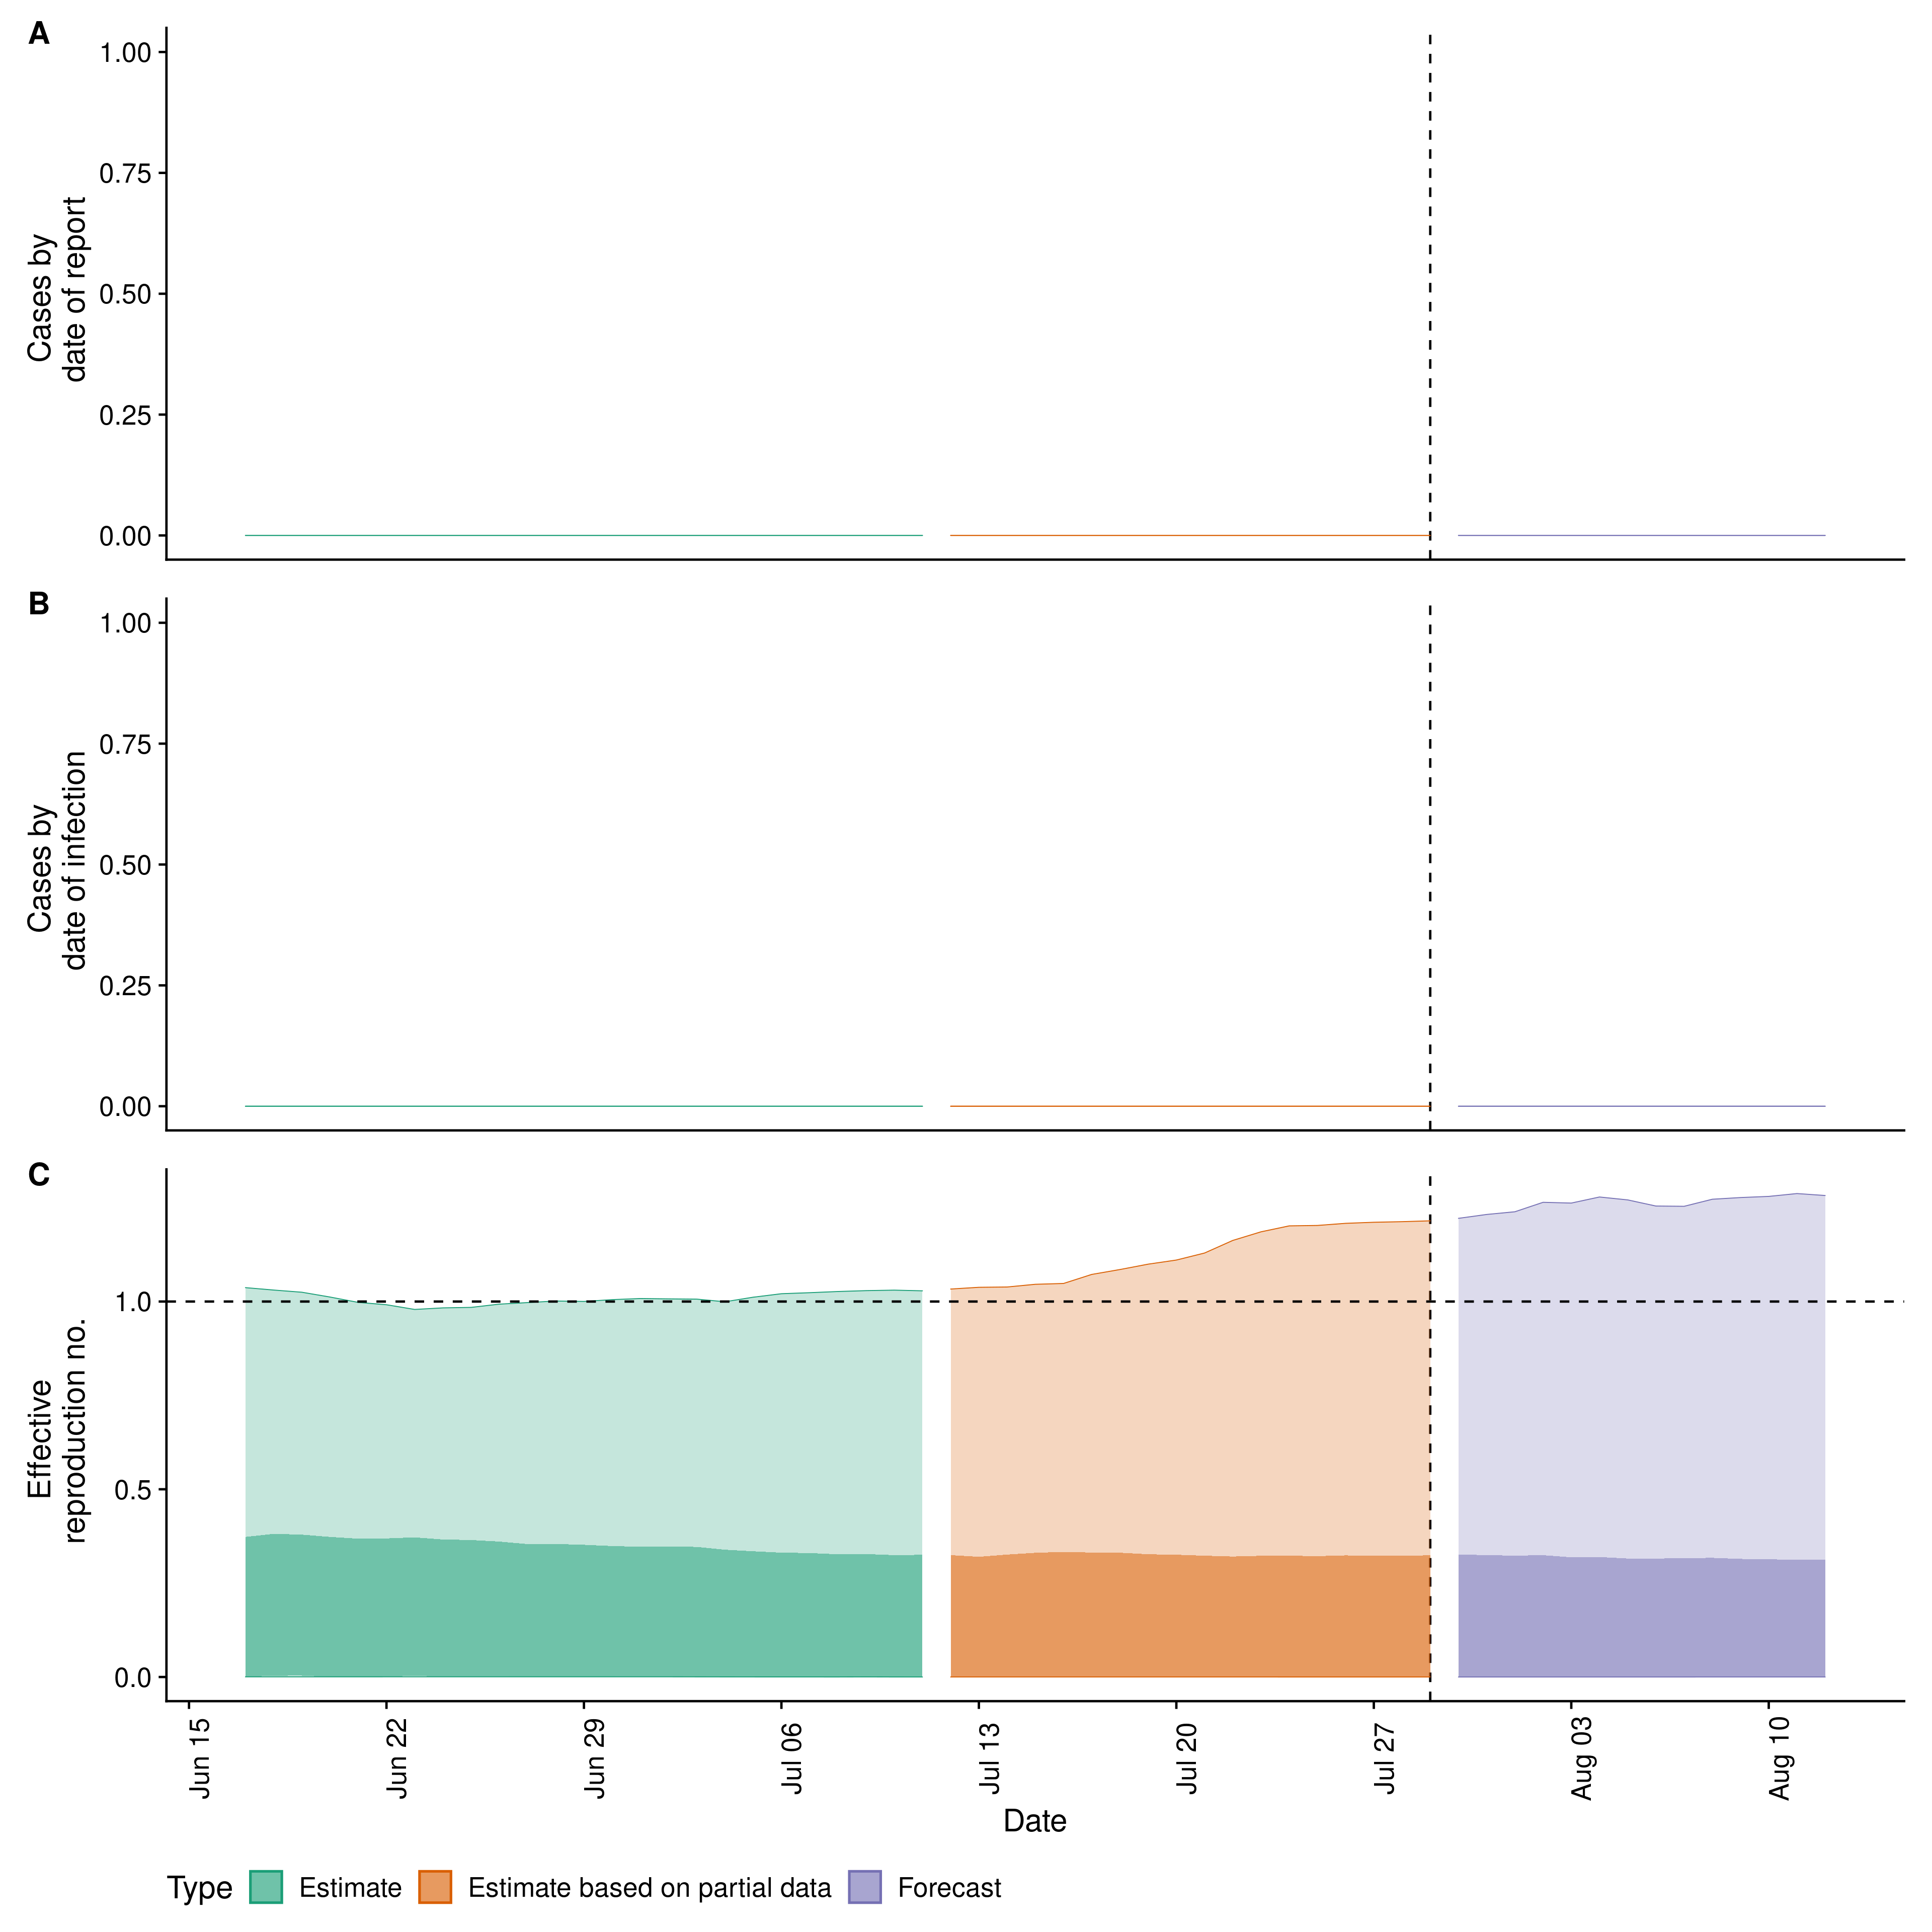 A
1.00
0.75
0.50
0.25
0.00
Cases by
date of report
B
1.00
0.75
0.50
0.25
0.00
Cases by
date of infection
C
1.0
0.5
0.0
Effective
reproduction no.
Jun 15
Jun 22
Jun 29
Jul 06
Jul 13
Jul 20
Jul 27
Aug 03
Aug 10
Date
Type Estimate Estimate based on partial data Forecast